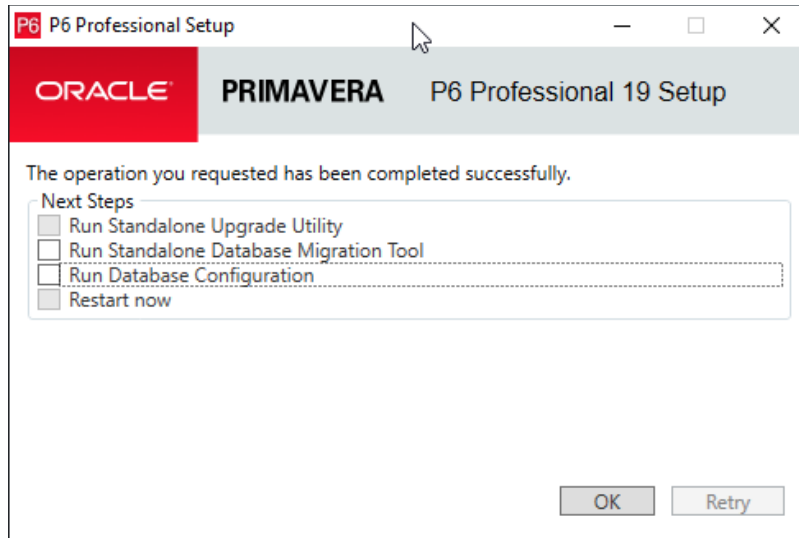 P6 P6 Professional Setup
ORACLE PRIMAVERA P6 Professional 19 Setup
The operation you requested has been completed successfully.
Next Steps
Run Standalone Upgrade Utility
Run Standalone Database Migration Tool
Run Database Configuration
Restart now
OK Retry